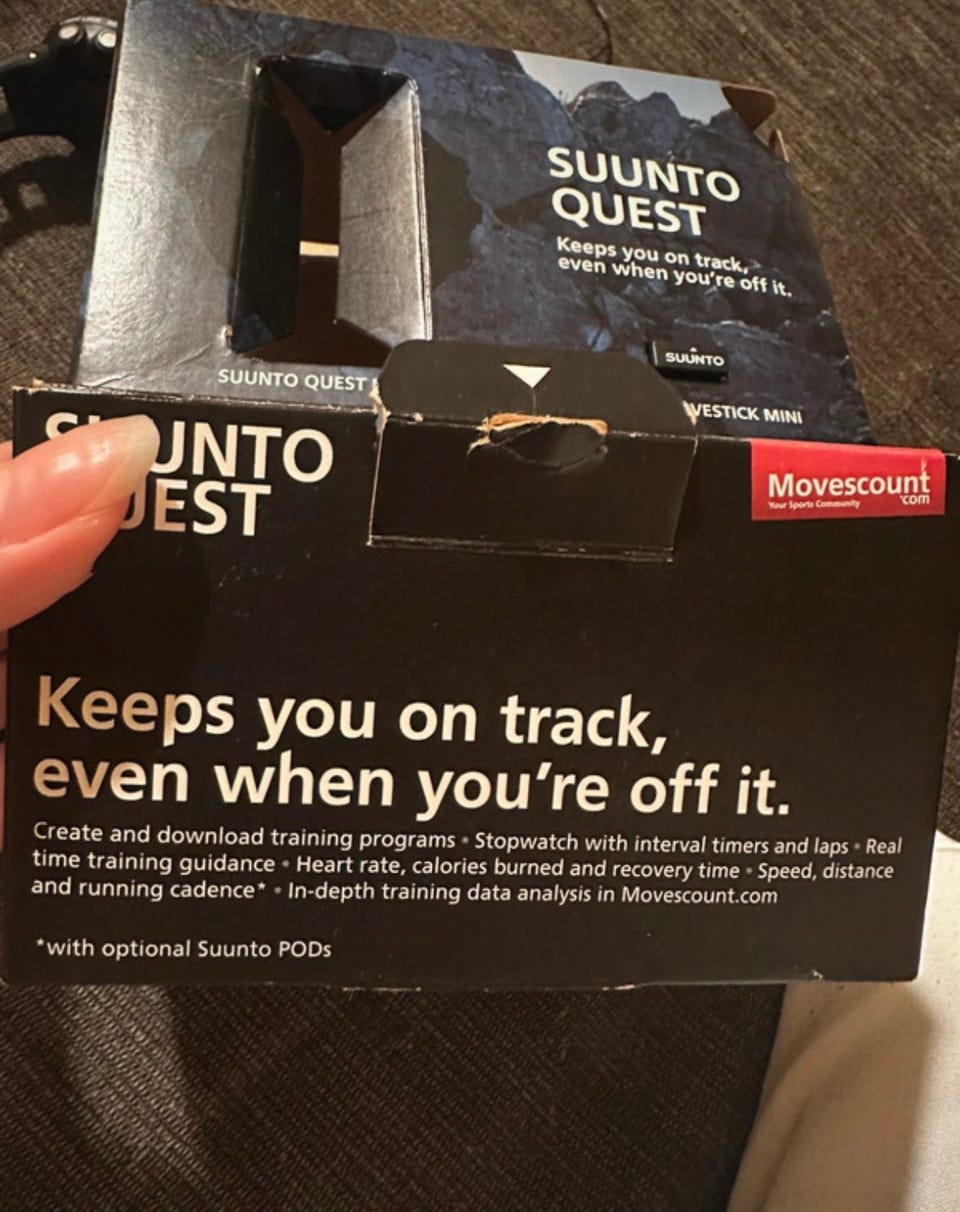 SUUNTO
QUEST
Keeps you on track,
even when you're off it.
SUUNTO
SUUNTO QUEST
MINI
UNTO
EST
Movescount
.com
Your Sports Community
Keeps you on track,
even when you're off it.
Create and download training programs • Stopwatch with interval timers and laps • Real
time training guidance • Heart rate, calories burned and recovery time • Speed, distance
and running cadence* • In-depth training data analysis in Movescount.com
*with optional Suunto PODs